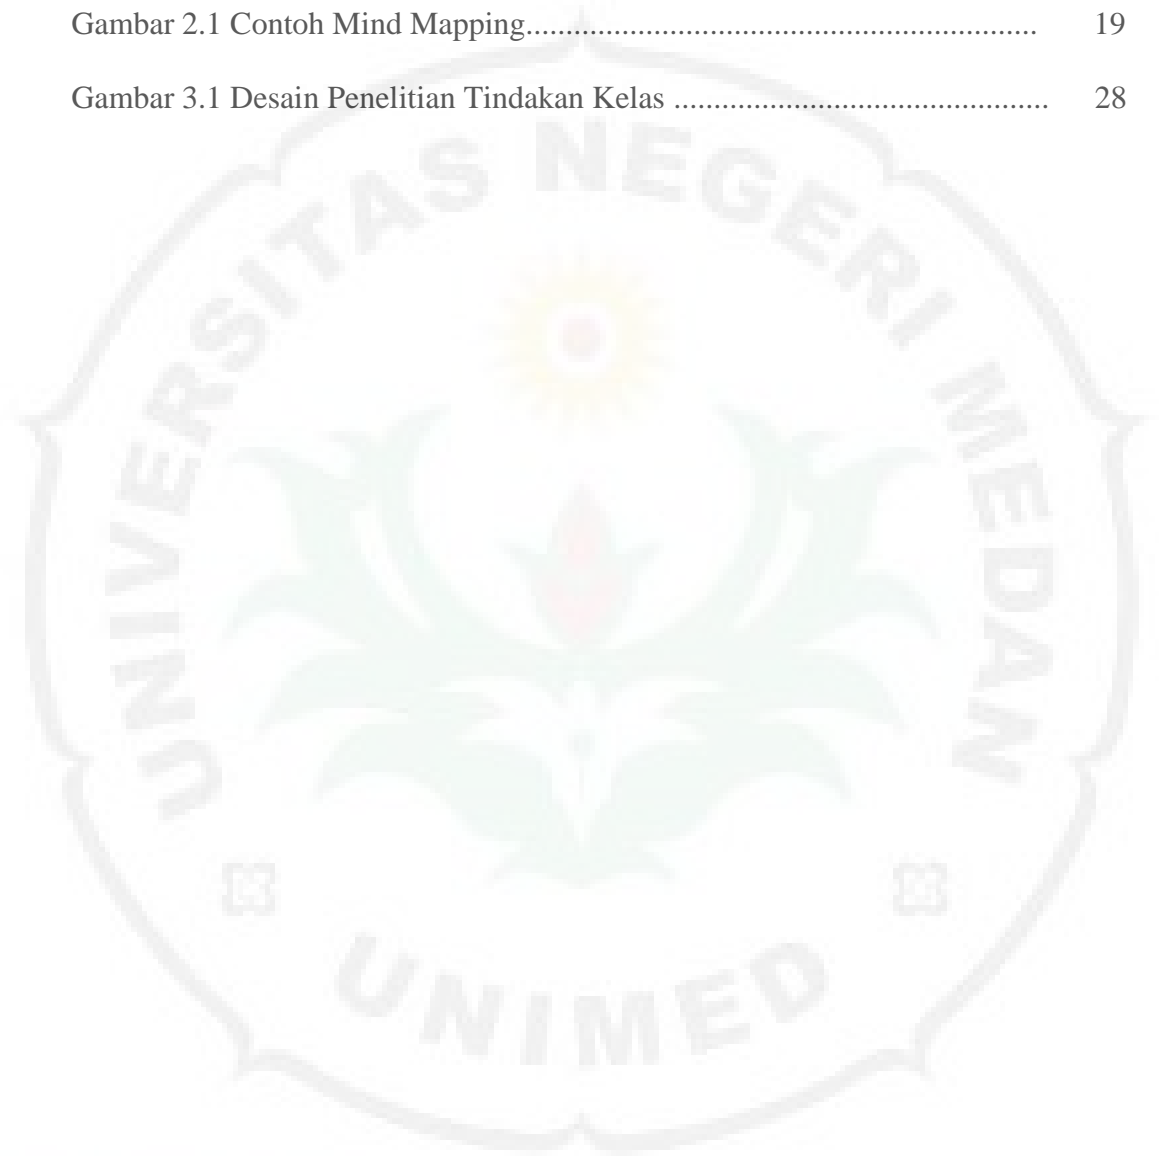 Gambar 2.1 Contoh Mind Mapping................................................................ 19
Gambar 3.1 Desain Penelitian Tindakan Kelas ............................................... 28
UNIVERSITAS NEGERI MEDAN
UNIMED